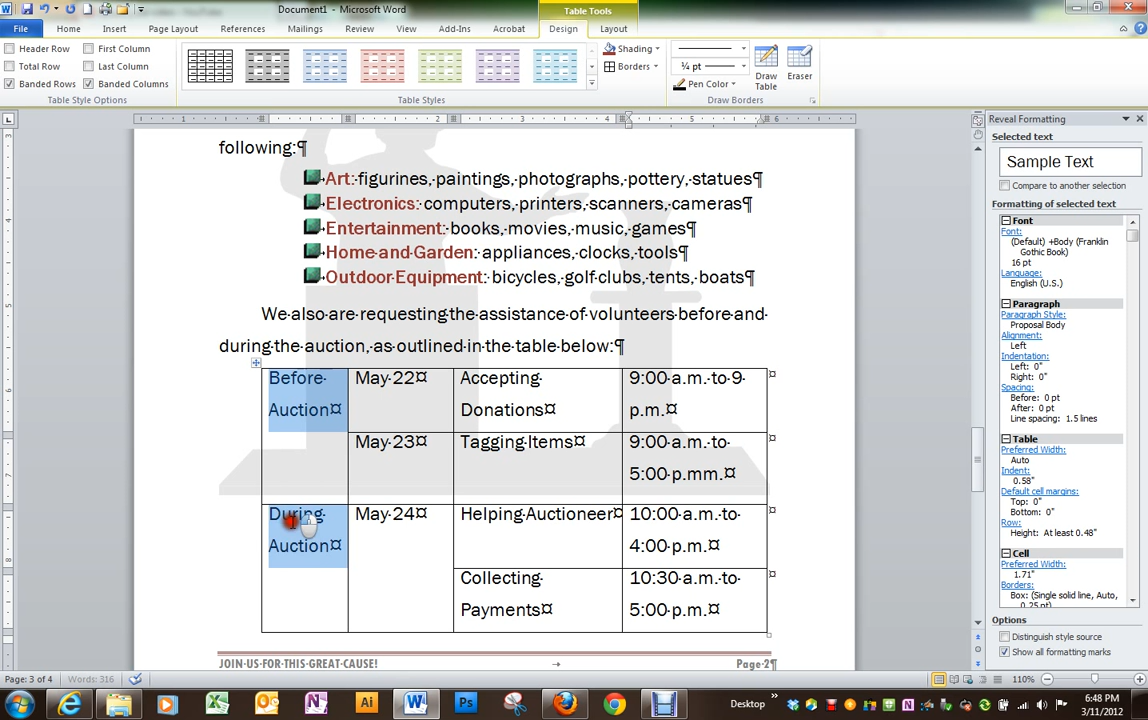 Document1 - Microsoft Word
Table Tools
File Home Insert Page Layout References Mailings Review View Add-Ins Acrobat Design Layout
Header Row First Column
Total Row Last Column
Banded Rows Banded Columns
Table Style Options
Table Styles
Shading
Borders
¼ pt
Pen Color
Draw Table
Eraser
Draw Borders
following:¶
Art: figurines, paintings, photographs, pottery, statues¶
Electronics: computers, printers, scanners, cameras¶
Entertainment: books, movies, music, games¶
Home and Garden: appliances, clocks, tools¶
Outdoor Equipment: bicycles, golf clubs, tents, boats¶
We also are requesting the assistance of volunteers before and
during the auction, as outlined in the table below:¶
Before May 22¤ Accepting 9:00 a.m. to 9
Auction¤ Donations¤ p.m.¤
May 23¤ Tagging Items¤ 9:00 a.m. to
5:00 p.mm.¤
During May 24¤ Helping Auctioneer¤ 10:00 a.m. to
Auction¤ 4:00 p.m.¤
Collecting 10:30 a.m. to
Payments¤ 5:00 p.m.¤
JOIN US FOR THIS GREAT CAUSE! Page 2¶
Reveal Formatting
Selected text
Sample Text
Compare to another selection
Formatting of selected text
Font
Font:
(Default) +Body (Franklin
Gothic Book)
16 pt
Language:
English (U.S.)
Paragraph
Paragraph Style:
Proposal Body
Alignment:
Left
Indentation:
Left: 0"
Right: 0"
Spacing:
Before: 0 pt
After: 0 pt
Line spacing: 1.5 lines
Table
Preferred Width:
Auto
Indent:
0.58"
Default cell margins:
Top: 0"
Bottom: 0"
Row:
Height: At least 0.48"
Cell
Preferred Width:
1.71"
Borders:
Box: (Single solid line, Auto,
0.25 pt)
Options
Distinguish style source
Show all formatting marks
Page: 3 of 4 Words: 316 110%
Desktop 6:48 PM
3/11/2012